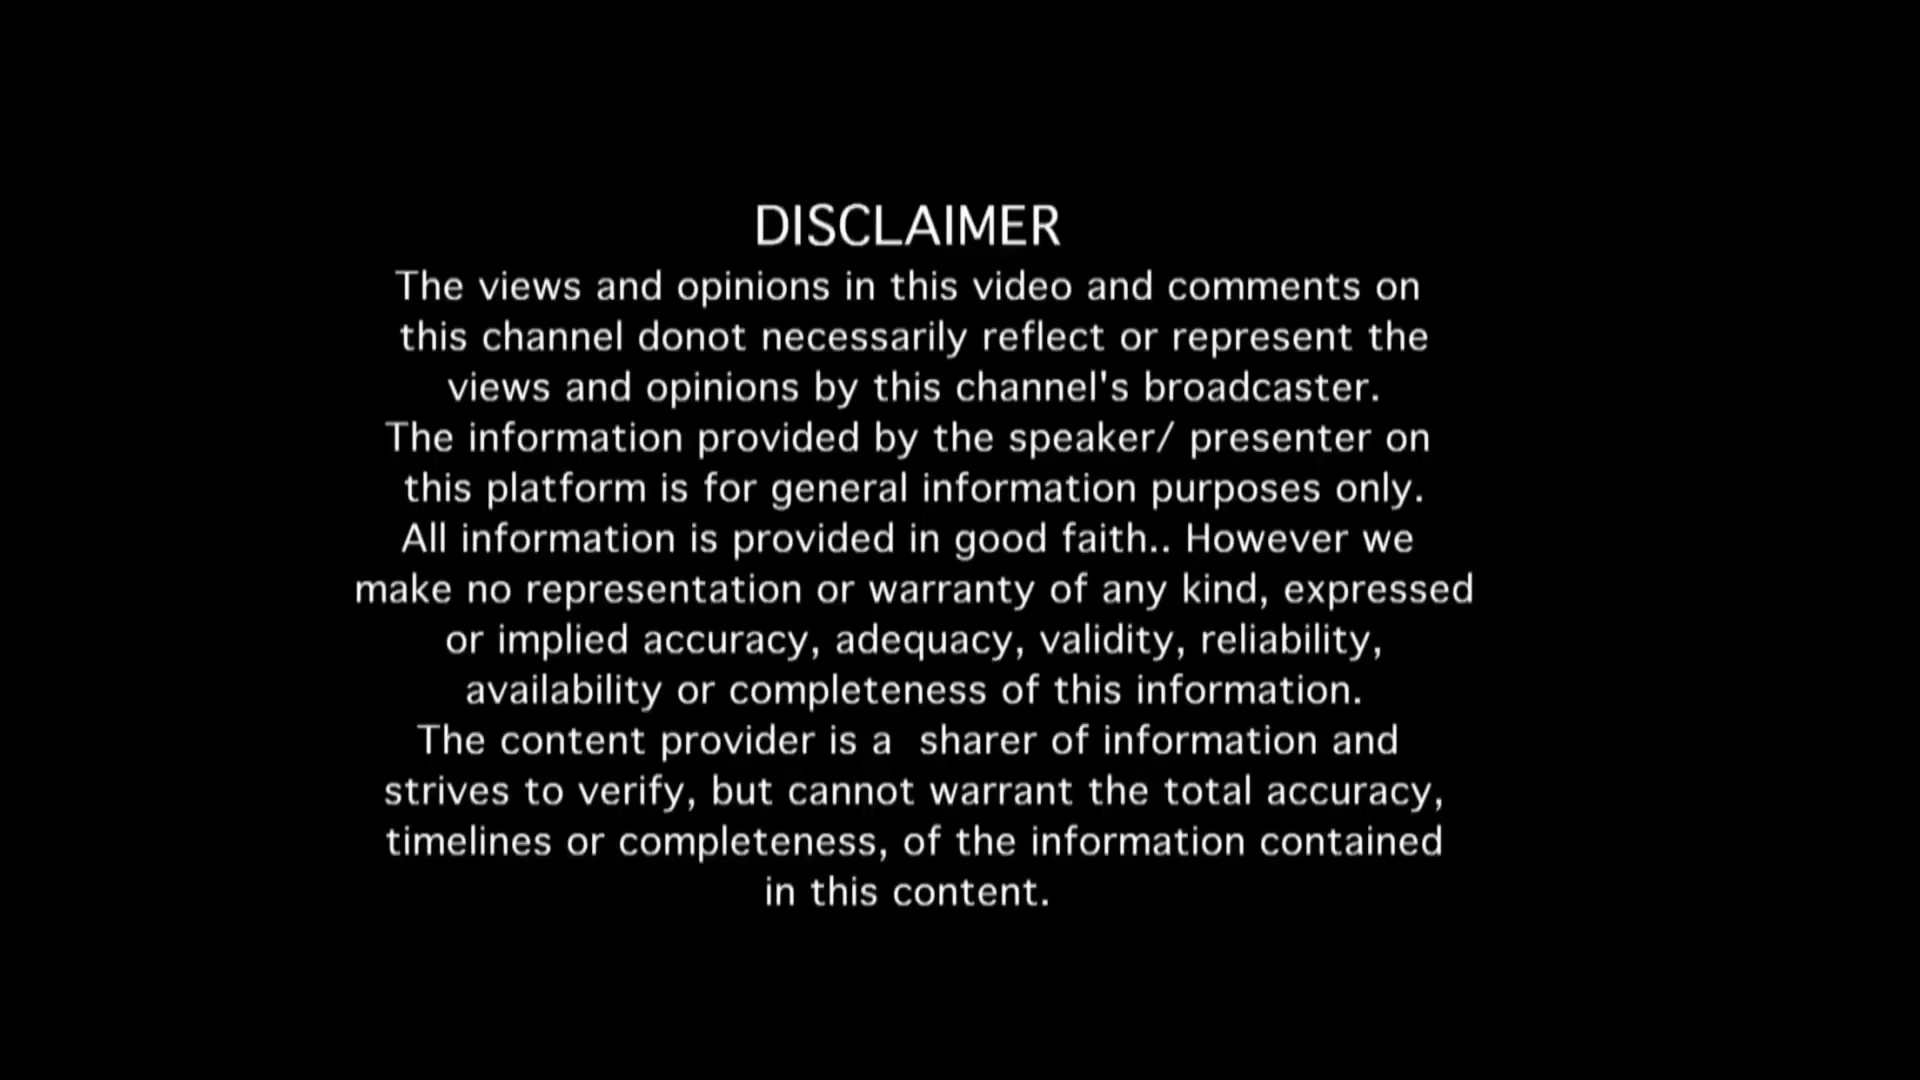 DISCLAIMER
The views and opinions in this video and comments on
this channel donot necessarily reflect or represent the
views and opinions by this channel's broadcaster.
The information provided by the speaker/ presenter on
this platform is for general information purposes only.
All information is provided in good faith.. However we
make no representation or warranty of any kind, expressed
or implied accuracy, adequacy, validity, reliability,
availability or completeness of this information.
The content provider is a  sharer of information and
strives to verify, but cannot warrant the total accuracy,
timelines or completeness, of the information contained
in this content.